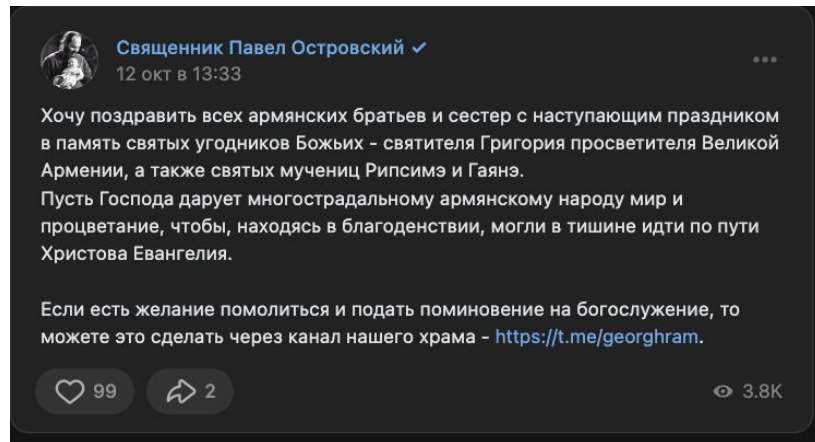 Священник Павел Островский
12 окт в 13:33
Хочу поздравить всех армянских братьев и сестер с наступающим праздником
в память святых угодников Божьих - святителя Григория просветителя Великой
Армении, а также святых мучениц Рипсимэ и Гаянэ.
Пусть Господа дарует многострадальному армянскому народу мир и
процветание, чтобы, находясь в благоденствии, могли в тишине идти по пути
Христова Евангелия.
Если есть желание помолиться и подать поминовение на богослужение, то
можете это сделать через канал нашего храма - https://t.me/georghram.
99 2 3.8K